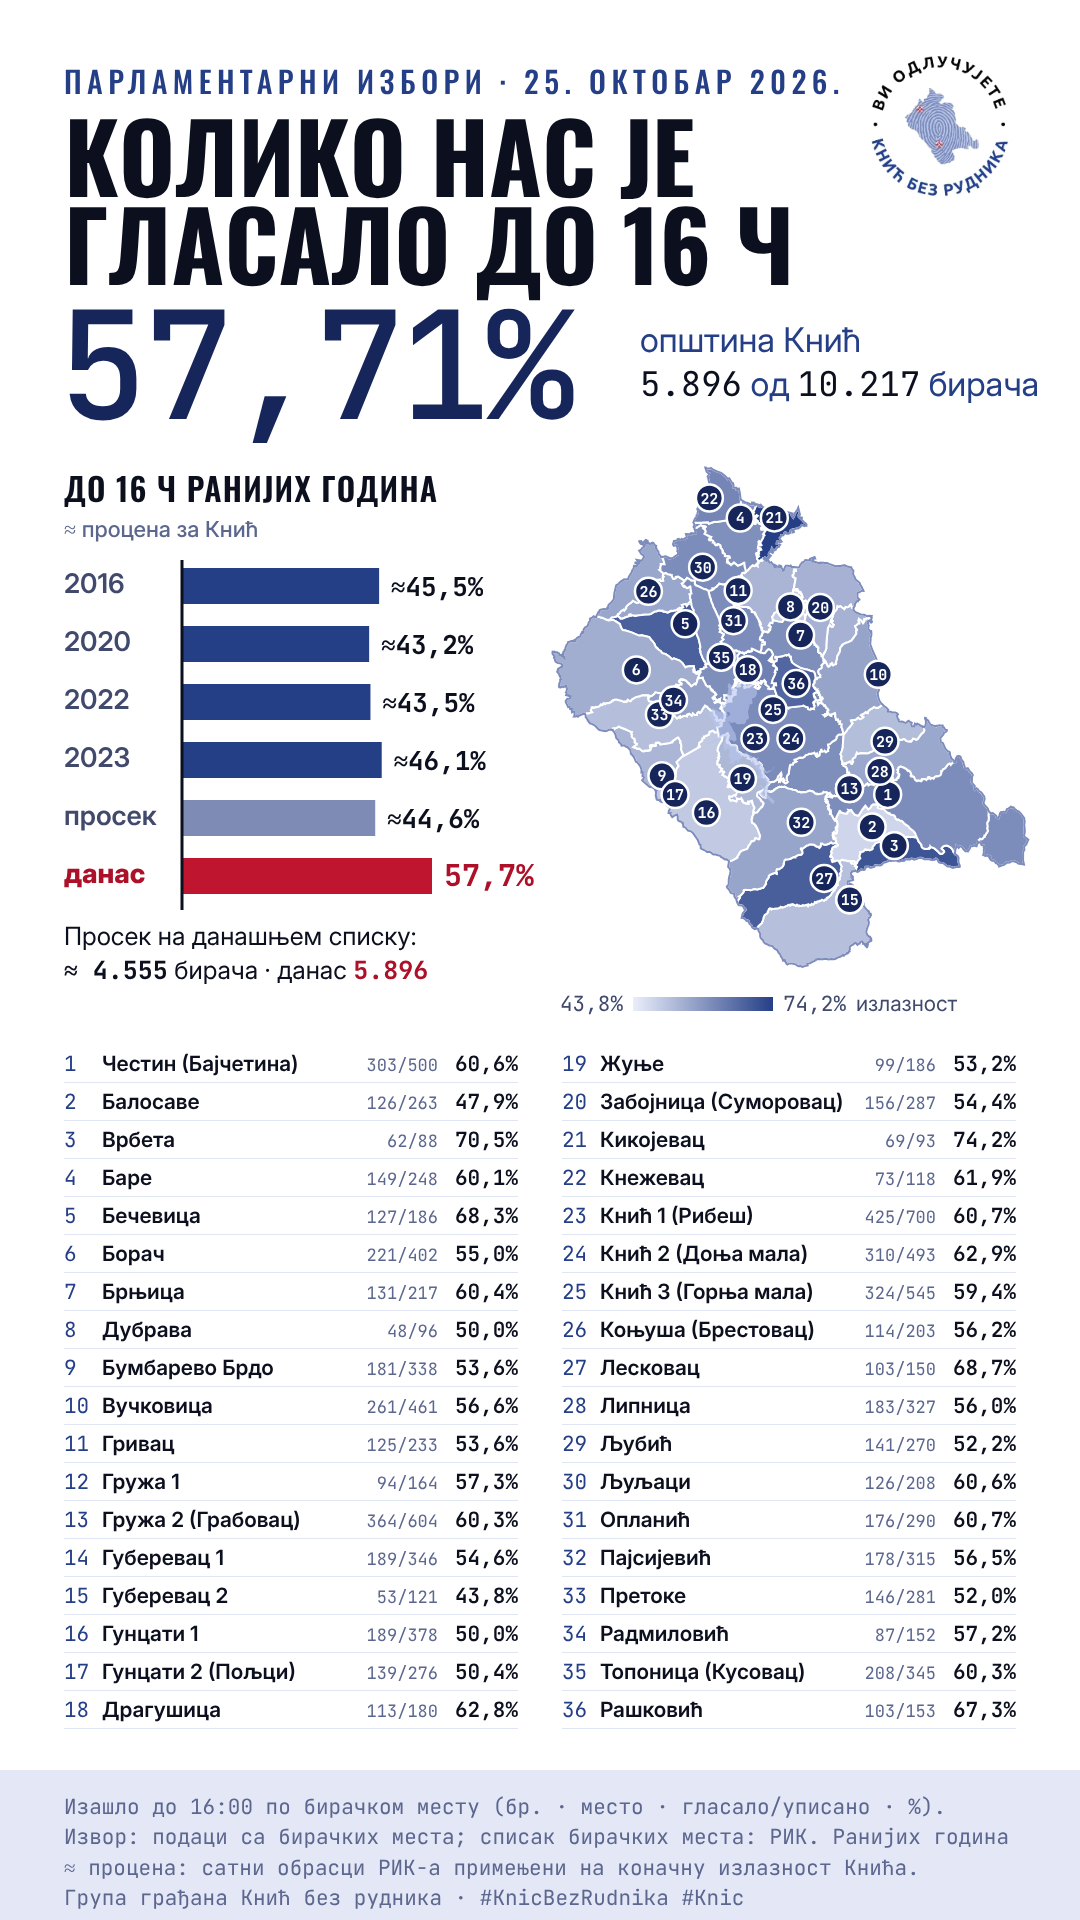 ПАРЛАМЕНТАРНИ ИЗБОРИ · 25. ОКТОБАР 2026.
• ВИ ОДЛУЧУЈЕТЕ •
КНИЋ БЕЗ РУДНИКА
КОЛИКО НАС ЈЕ
ГЛАСАЛО ДО 16 Ч
57,71%
општина Кнић
5.896 од 10.217 бирача
ДО 16 Ч РАНИЈИХ ГОДИНА
≈ процена за Кнић
2016 ≈45,5%
2020 ≈43,2%
2022 ≈43,5%
2023 ≈46,1%
просек ≈44,6%
данас 57,7%
Просек на данашњем списку:
≈ 4.555 бирача · данас 5.896
22
4
21
30
26
11
8
20
5
31
7
35
18
6
36
10
34
33
25
23
24
29
9
19
28
17
13
1
16
32
2
3
27
15
43,8% 74,2% излазност
1 Честин (Бајчетина) 303/500 60,6%
2 Балосаве 126/263 47,9%
3 Врбета 62/88 70,5%
4 Баре 149/248 60,1%
5 Бечевица 127/186 68,3%
6 Борач 221/402 55,0%
7 Брњица 131/217 60,4%
8 Дубрава 48/96 50,0%
9 Бумбарево Брдо 181/338 53,6%
10 Вучковица 261/461 56,6%
11 Гривац 125/233 53,6%
12 Гружа 1 94/164 57,3%
13 Гружа 2 (Грабовац) 364/604 60,3%
14 Губеревац 1 189/346 54,6%
15 Губеревац 2 53/121 43,8%
16 Гунцати 1 189/378 50,0%
17 Гунцати 2 (Пољци) 139/276 50,4%
18 Драгушица 113/180 62,8%
19 Жуње 99/186 53,2%
20 Забојница (Суморовац) 156/287 54,4%
21 Кикојевац 69/93 74,2%
22 Кнежевац 73/118 61,9%
23 Кнић 1 (Рибеш) 425/700 60,7%
24 Кнић 2 (Доња мала) 310/493 62,9%
25 Кнић 3 (Горња мала) 324/545 59,4%
26 Коњуша (Брестовац) 114/203 56,2%
27 Лесковац 103/150 68,7%
28 Липница 183/327 56,0%
29 Љубић 141/270 52,2%
30 Љуљаци 126/208 60,6%
31 Опланић 176/290 60,7%
32 Пајсијевић 178/315 56,5%
33 Претоке 146/281 52,0%
34 Радмиловић 87/152 57,2%
35 Топоница (Кусовац) 208/345 60,3%
36 Рашковић 103/153 67,3%
Изашло до 16:00 по бирачком месту (бр. · место · гласало/уписано · %).
Извор: подаци са бирачких места; списак бирачких места: РИК. Ранијих година
≈ процена: сатни обрасци РИК-а примењени на коначну излазност Кнића.
Група грађана Кнић без рудника · #KnicBezRudnika #Knic